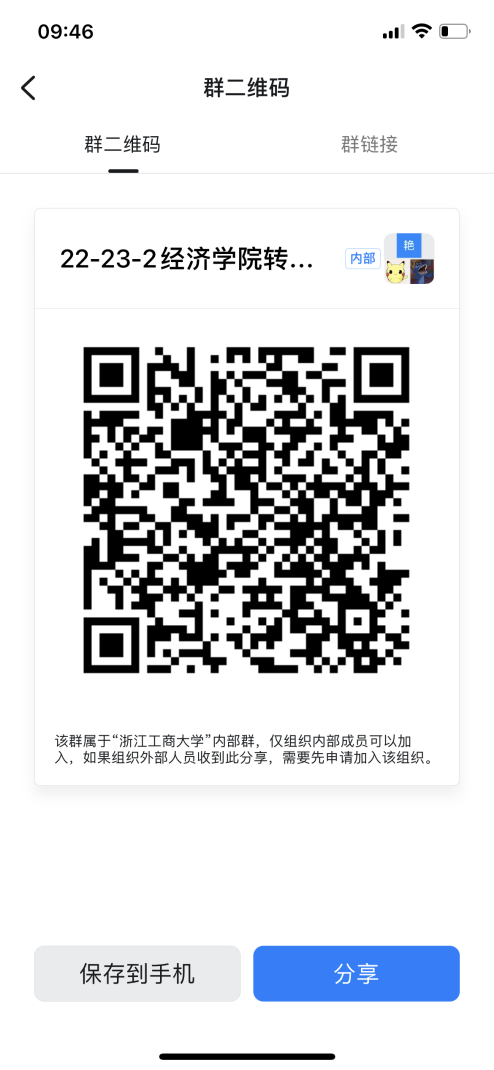 09:46
群二维码
群二维码
群链接
22-23-2经济学院转...
内部
艳
该群属于“浙江工商大学”内部群，仅组织内部成员可以加
入，如果组织外部人员收到此分享，需要先申请加入该组织。
保存到手机
分享